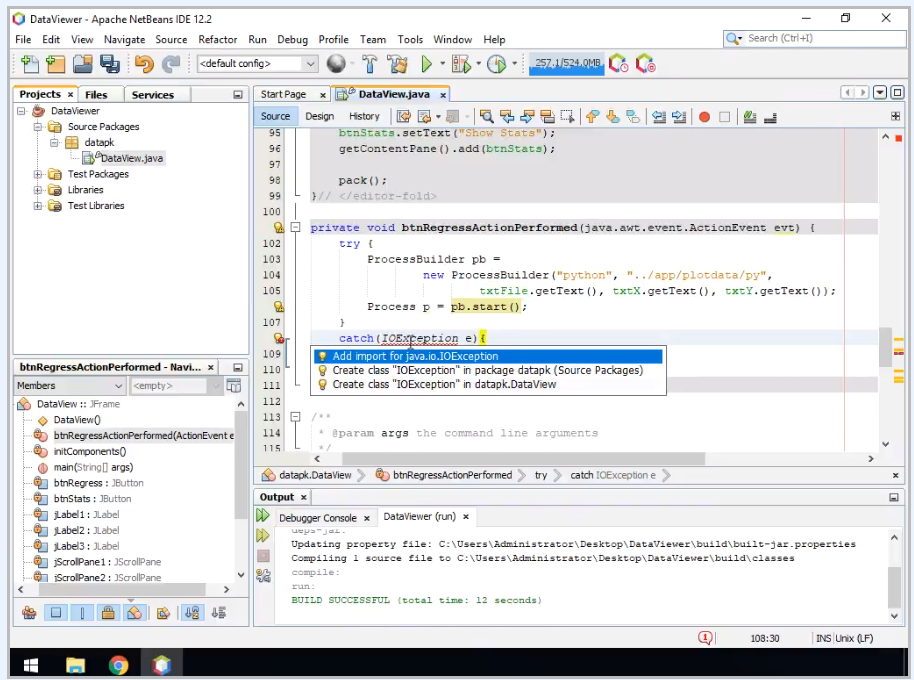 DataViewer - Apache NetBeans IDE 12.2
File Edit View Navigate Source Refactor Run Debug Profile Team Tools Window Help
Search (Ctrl+I)
<default config>
257.1/524.0MB
Projects x Files Services
DataViewer
Source Packages
datapk
DataView.java
Test Packages
Libraries
Test Libraries
Start Page x DataView.java x
Source Design History
95 btnStats.setText("Show Stats");
96 getContentPane().add(btnStats);
97
98 pack();
99 }// </editor-fold>
100
private void btnRegressActionPerformed(java.awt.event.ActionEvent evt) {
102 try {
103 ProcessBuilder pb =
104 new ProcessBuilder("python", "../app/plotdata/py",
105 txtFile.getText(), txtX.getText(), txtY.getText());
Process p = pb.start();
107 }
catch(IOException e){
109
Add import for java.io.IOException
110
Create class "IOException" in package datapk (Source Packages)
111
Create class "IOException" in datapk.DataView
112
113 /**
114 * @param args the command line arguments
115 */
datapk.DataView btnRegressActionPerformed try catch IOException e
btnRegressActionPerformed - Navi... x
Members <empty>
DataView :: JFrame
DataView()
btnRegressActionPerformed(ActionEvent e
initComponents()
main(String[] args)
btnRegress : JButton
btnStats : JButton
jLabel1 : JLabel
jLabel2 : JLabel
jLabel3 : JLabel
jScrollPane1 : JScrollPane
jScrollPane2 : JScrollPane
Output x
Debugger Console x DataViewer (run) x
deps-jar:
Updating property file: C:\Users\Administrator\Desktop\DataViewer\build\built-jar.properties
Compiling 1 source file to C:\Users\Administrator\Desktop\DataViewer\build\classes
compile:
run:
BUILD SUCCESSFUL (total time: 12 seconds)
1 108:30 INS Unix (LF)